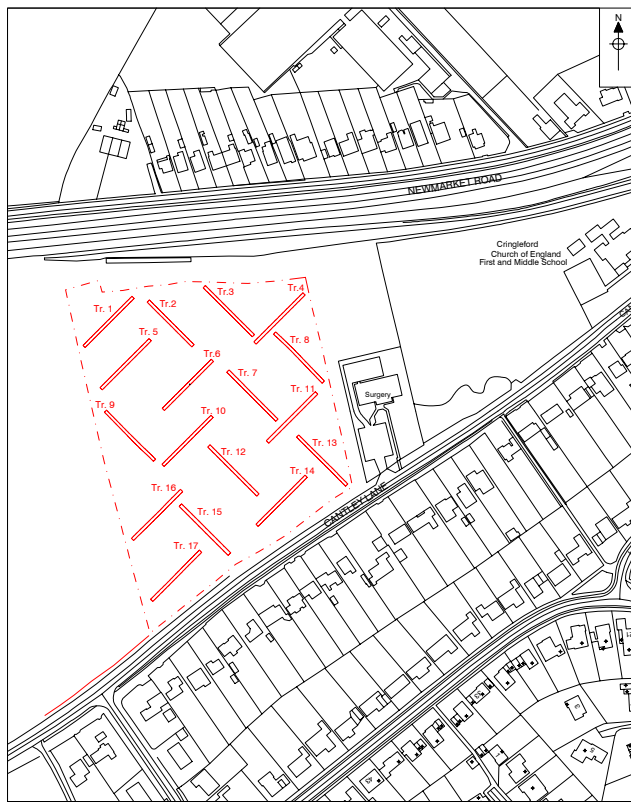 N
NEWMARKET ROAD
Cringleford
Church of England
First and Middle School
Tr. 1
Tr.2
Tr.3
Tr.4
Tr. 5
Tr.6
Tr. 7
Tr. 8
Tr. 9
Tr. 10
Tr. 11
Surgery
Tr. 12
Tr. 13
Tr. 14
Tr. 16
Tr. 15
Tr. 17
CANTLEY LANE
43